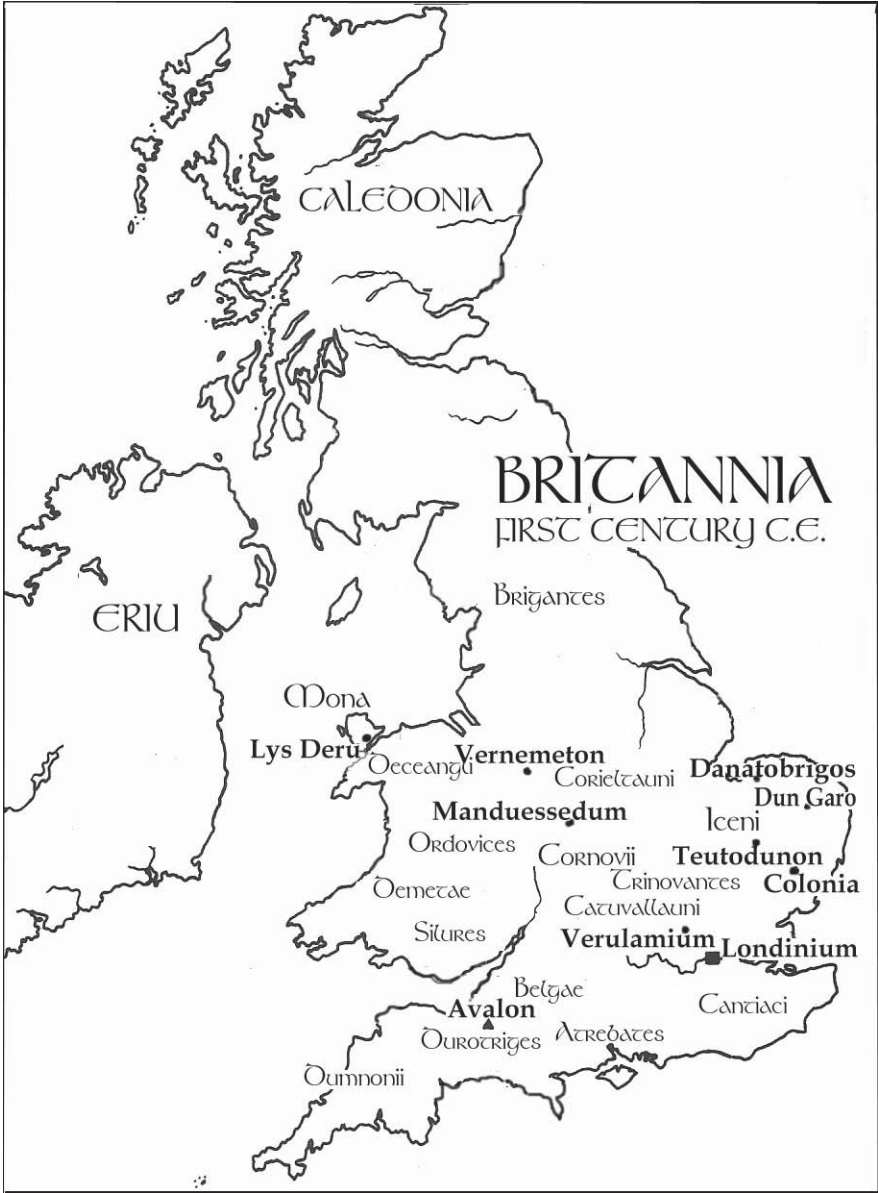 CALEDONIA
BRITANNIA
FIRST CENTURY C.E.
Brigantes
ERIU
Mona
Lys Deru
Deceangli
Vernemeton
Corieltauni
Danatobrigos
Dun Garo
Manduessedum
Iceni
Ordovices
Cornovii
Teutodunon
Trinovantes
Colonia
Demetae
Catuvallauni
Silures
Verulamium
Londinium
Belgae
Cantiaci
Avalon
Durotriges
Atrebates
Dumnonii